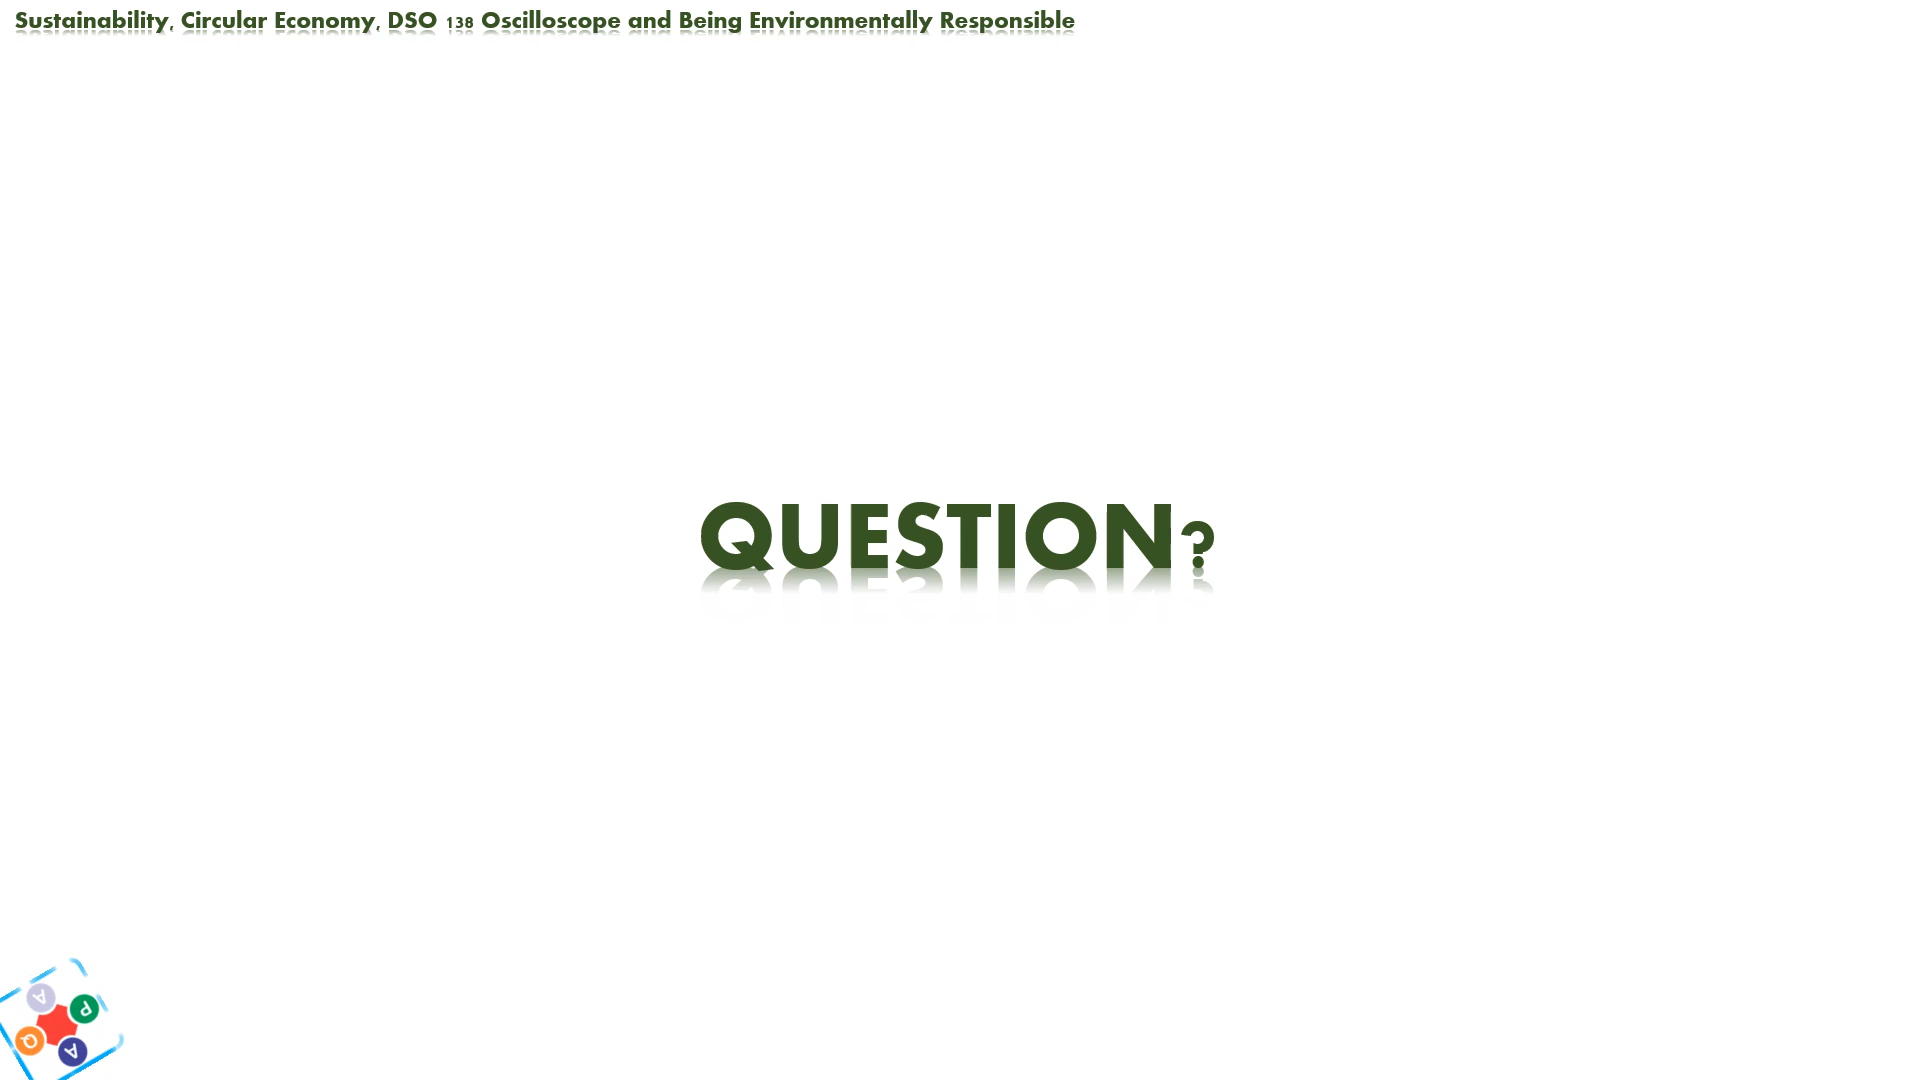 Sustainability, Circular Economy, DSO 138 Oscilloscope and Being Environmentally Responsible
QUESTION?
A
P
Q
A